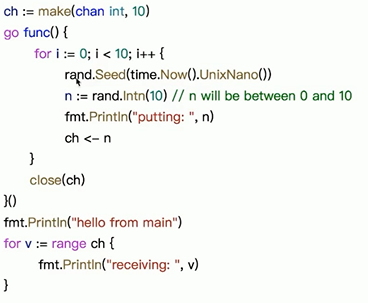 ch := make(chan int, 10)
go func() {
for i := 0; i < 10; i++ {
rand.Seed(time.Now().UnixNano())
n := rand.Intn(10) // n will be between 0 and 10
fmt.Println("putting: ", n)
ch <- n
}
close(ch)
}()
fmt.Println("hello from main")
for v := range ch {
fmt.Println("receiving: ", v)
}